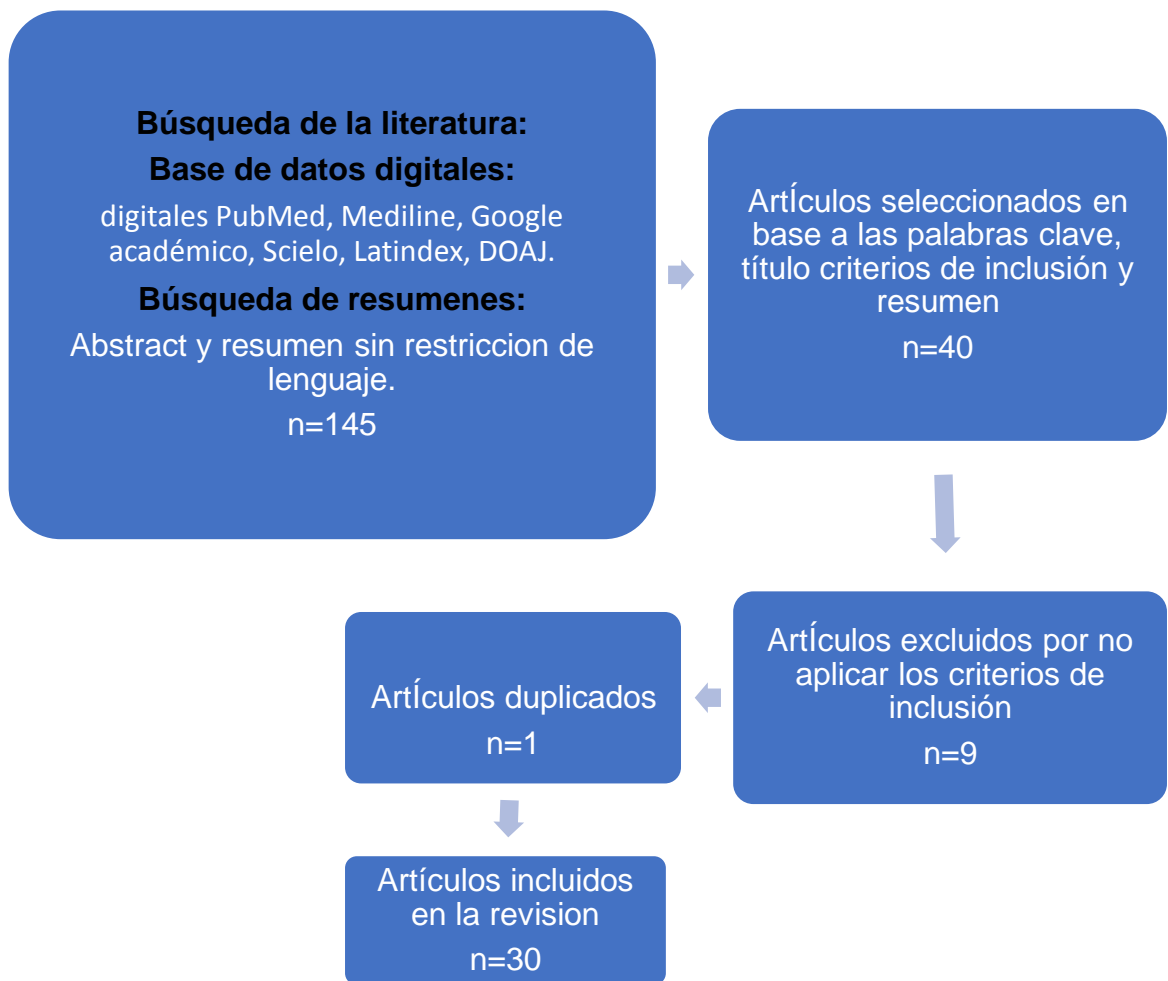 Búsqueda de la literatura:
Base de datos digitales:
digitales PubMed, Mediline, Google
académico, Scielo, Latindex, DOAJ.
Búsqueda de resumenes:
Abstract y resumen sin restriccion de
lenguaje.
n=145
ArtÍculos seleccionados en
base a las palabras clave,
título criterios de inclusión y
resumen
n=40
ArtÍculos excluidos por no
aplicar los criterios de
inclusión
n=9
ArtÍculos duplicados
n=1
Artículos incluidos
en la revision
n=30